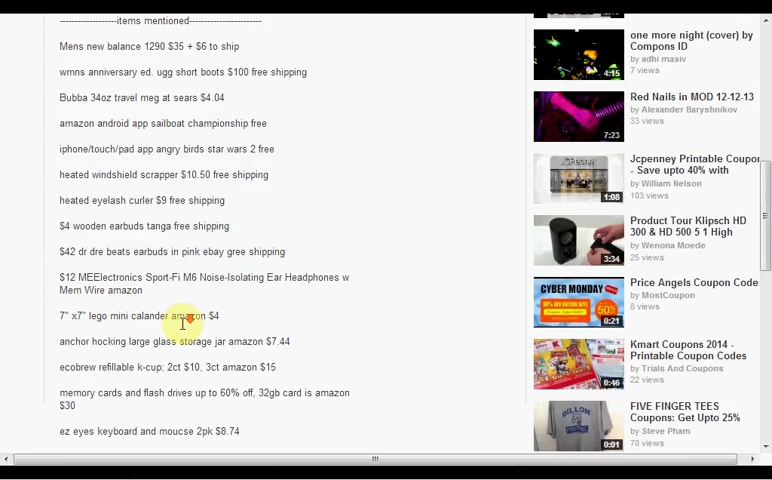 -------------------items mentioned------------------------
Mens new balance 1290 $35 + $6 to ship
wmns anniversary ed. ugg short boots $100 free shipping
Bubba 34oz travel meg at sears $4.04
amazon android app sailboat championship free
iphone/touch/pad app angry birds star wars 2 free
heated windshield scrapper $10.50 free shipping
heated eyelash curler $9 free shipping
$4 wooden earbuds tanga free shipping
$42 dr dre beats earbuds in pink ebay gree shipping
$12 MEElectronics Sport-Fi M6 Noise-Isolating Ear Headphones w
Mem Wire amazon
7" x7" lego mini calander amazon $4
anchor hocking large glass storage jar amazon $7.44
ecobrew refillable k-cup; 2ct $10, 3ct amazon $15
memory cards and flash drives up to 60% off, 32gb card is amazon
$30
ez eyes keyboard and moucse 2pk $8.74
one more night (cover) by
Compons ID
by adhi masiv
7 views
4:15
Red Nails in MOD 12-12-13
by Alexander Baryshnikov
33 views
7:23
Jcpenney Printable Coupon
- Save upto 40% with
by William Nelson
103 views
JCPenney
1:08
Product Tour Klipsch HD
300 & HD 500 5 1 High
by Wenona Moede
25 views
3:34
Price Angels Coupon Code
by MostCoupon
8 views
CYBER MONDAY
50%
0:21
Kmart Coupons 2014 -
Printable Coupon Codes
by Trials And Coupons
22 views
0:46
FIVE FINGER TEES
Coupons: Get Upto 25%
by Steve Pham
70 views
DILLON
FOOTBALL
0:01